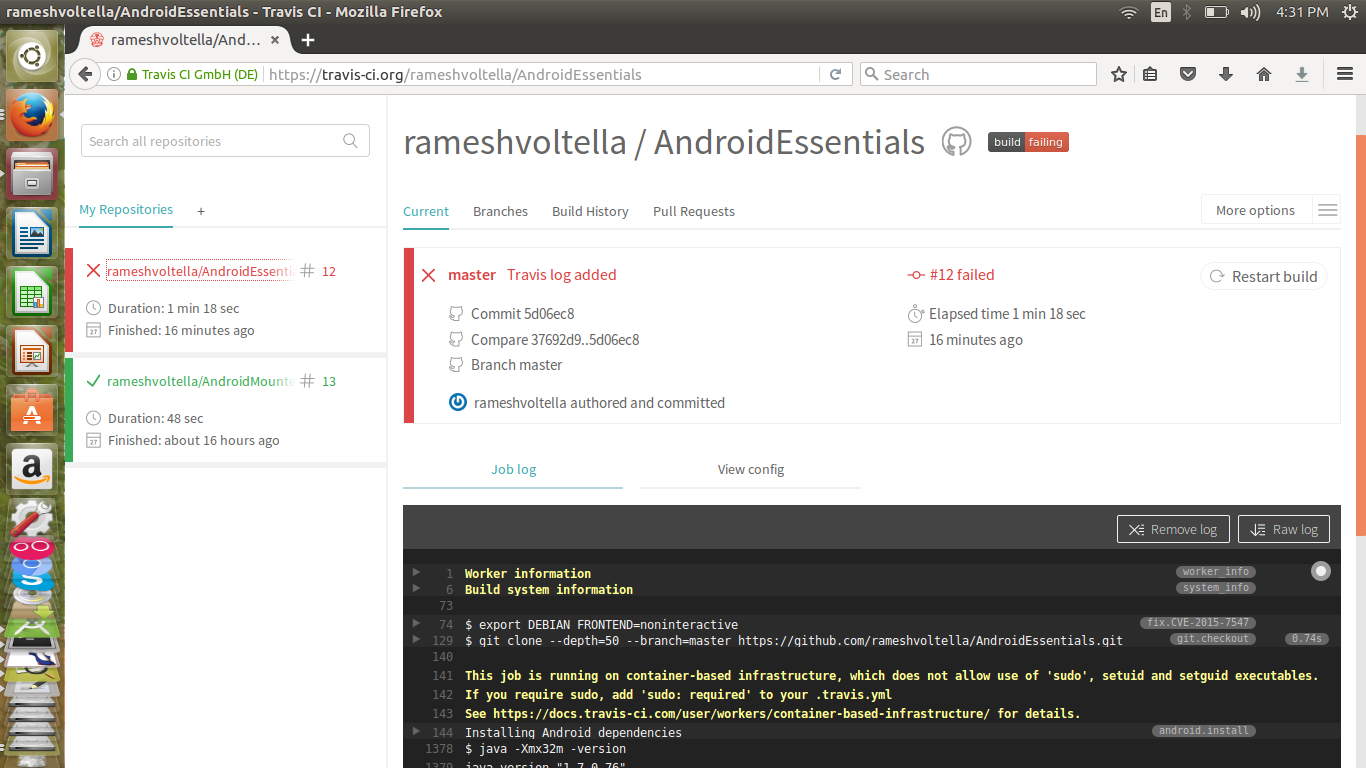 rameshvoltella/AndroidEssentials - Travis CI - Mozilla Firefox
En
4:31 PM
rameshvoltella/And...
Travis CI GmbH (DE)
https://travis-ci.org/rameshvoltella/AndroidEssentials
Search
Search all repositories
My Repositories +
rameshvoltella/AndroidEssentia # 12
Duration: 1 min 18 sec
27 Finished: 16 minutes ago
rameshvoltella/AndroidMounte # 13
Duration: 48 sec
27 Finished: about 16 hours ago
rameshvoltella / AndroidEssentials
build failing
Current Branches Build History Pull Requests
More options
master Travis log added
#12 failed
Restart build
Commit 5d06ec8
Elapsed time 1 min 18 sec
Compare 37692d9..5d06ec8
27 16 minutes ago
Branch master
rameshvoltella authored and committed
Job log
View config
Remove log
Raw log
1 Worker information worker_info
6 Build system information system_info
73
74 $ export DEBIAN_FRONTEND=noninteractive fix.CVE-2015-7547
129 $ git clone --depth=50 --branch=master https://github.com/rameshvoltella/AndroidEssentials.git git.checkout 0.74s
140
141 This job is running on container-based infrastructure, which does not allow use of 'sudo', setuid and setguid executables.
142 If you require sudo, add 'sudo: required' to your .travis.yml
143 See https://docs.travis-ci.com/user/workers/container-based-infrastructure/ for details.
144 Installing Android dependencies android.install
1378 $ java -Xmx32m -version
1379 java version "1.7.0_76"